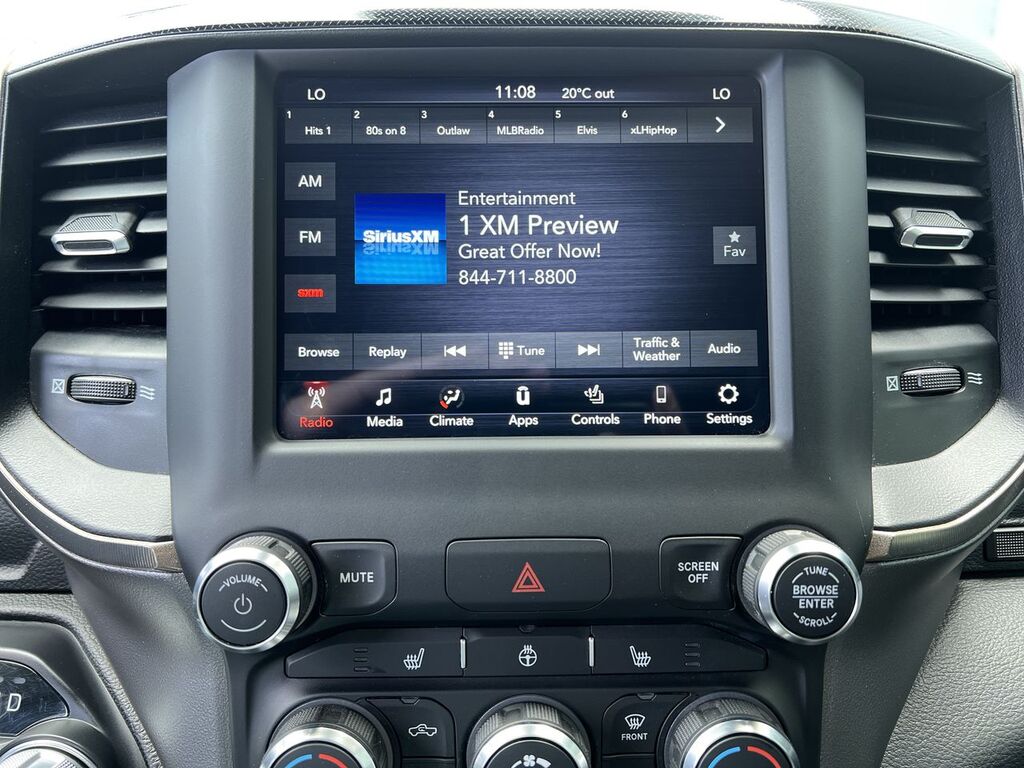 LO 11:08 20°C out LO
1 Hits 1 2 80s on 8 3 Outlaw 4 MLBRadio 5 Elvis 6 xLHipHop
AM
FM
sxm
SiriusXM
Entertainment
1 XM Preview
Great Offer Now!
844-711-8800
Fav
Browse Replay Tune Traffic & Weather Audio
Radio Media Climate Apps Controls Phone Settings
VOLUME
MUTE
SCREEN
OFF
TUNE
BROWSE
ENTER
SCROLL
D
FRONT